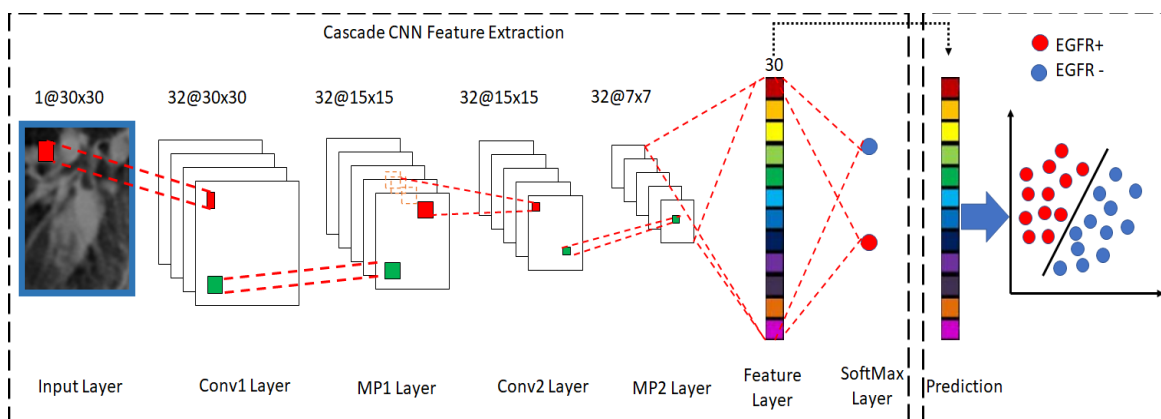 Cascade CNN Feature Extraction
30
EGFR+
EGFR -
1@30x30
32@30x30
32@15x15
32@15x15
32@7x7
Input Layer
Conv1 Layer
MP1 Layer
Conv2 Layer
MP2 Layer
Feature
Layer
SoftMax
Layer
Prediction